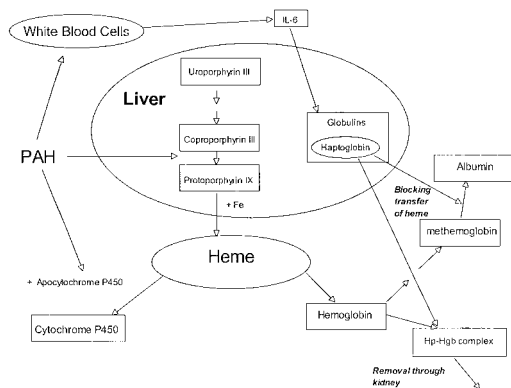 White Blood Cells
IL-6
Uroporphyrin III
Liver
Globulins
Coproporphyrin III
Haptoglobin
PAH
Albumin
Protoporphyrin IX
Blocking
transfer
of heme
+ Fe
methemoglobin
Heme
+ Apocytochrome P450
Hemoglobin
Cytochrome P450
Hp-Hgb complex
Removal through
kidney